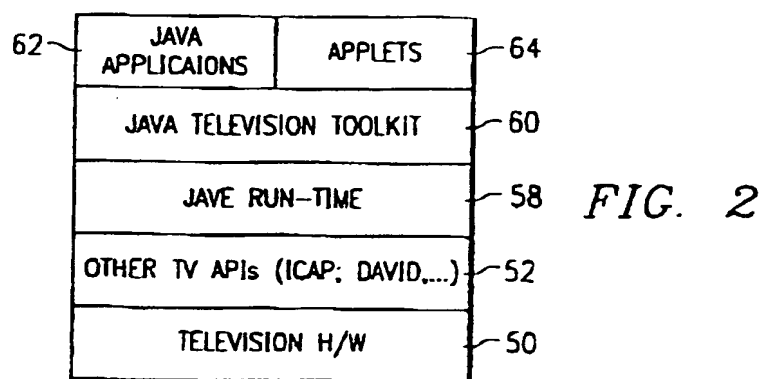 62
JAVA
APPLICAIONS
APPLETS
64
JAVA TELEVISION TOOLKIT
60
JAVE RUN-TIME
58
FIG. 2
OTHER TV APIs (ICAP; DAVID,...)
52
TELEVISION H/W
50